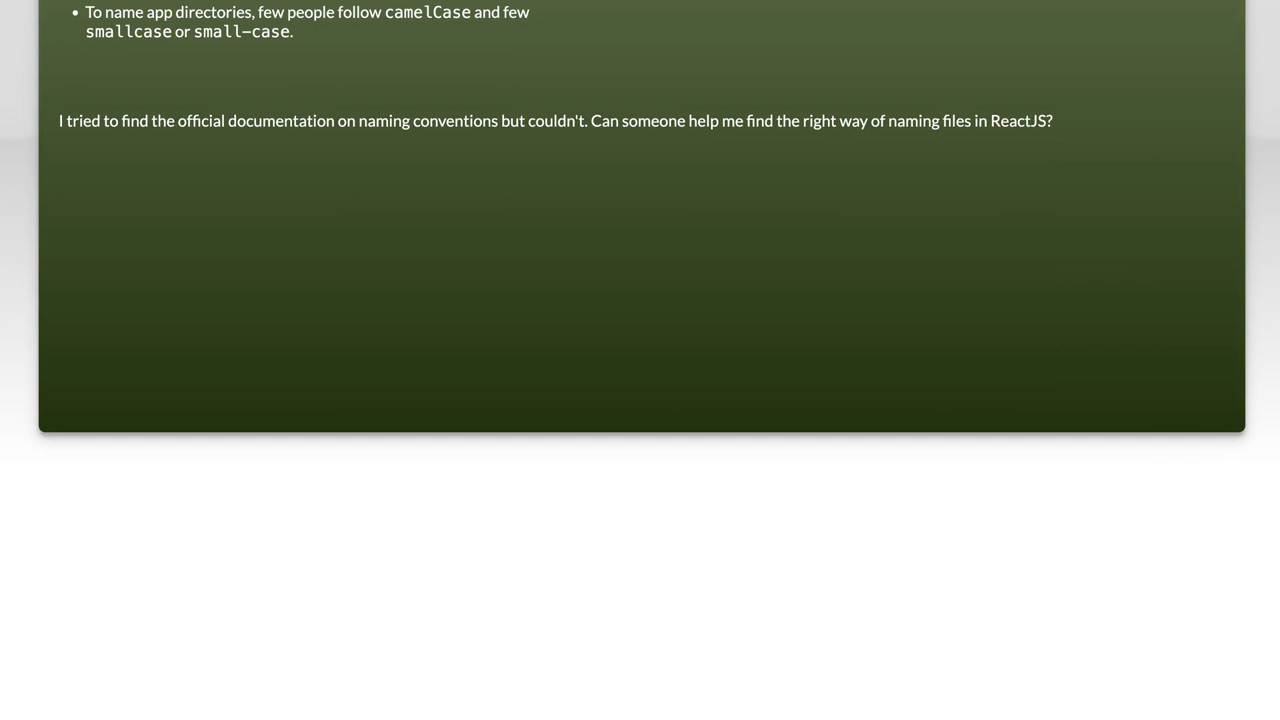 • To name app directories, few people follow camelCase and few
smallcase or small-case.
I tried to find the official documentation on naming conventions but couldn't. Can someone help me find the right way of naming files in ReactJS?